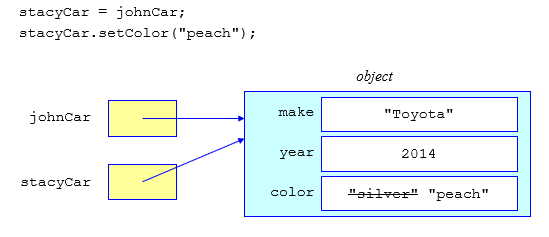 stacyCar = johnCar;
stacyCar.setColor("peach");
object
johnCar
make "Toyota"
year 2014
stacyCar
color "silver" "peach"